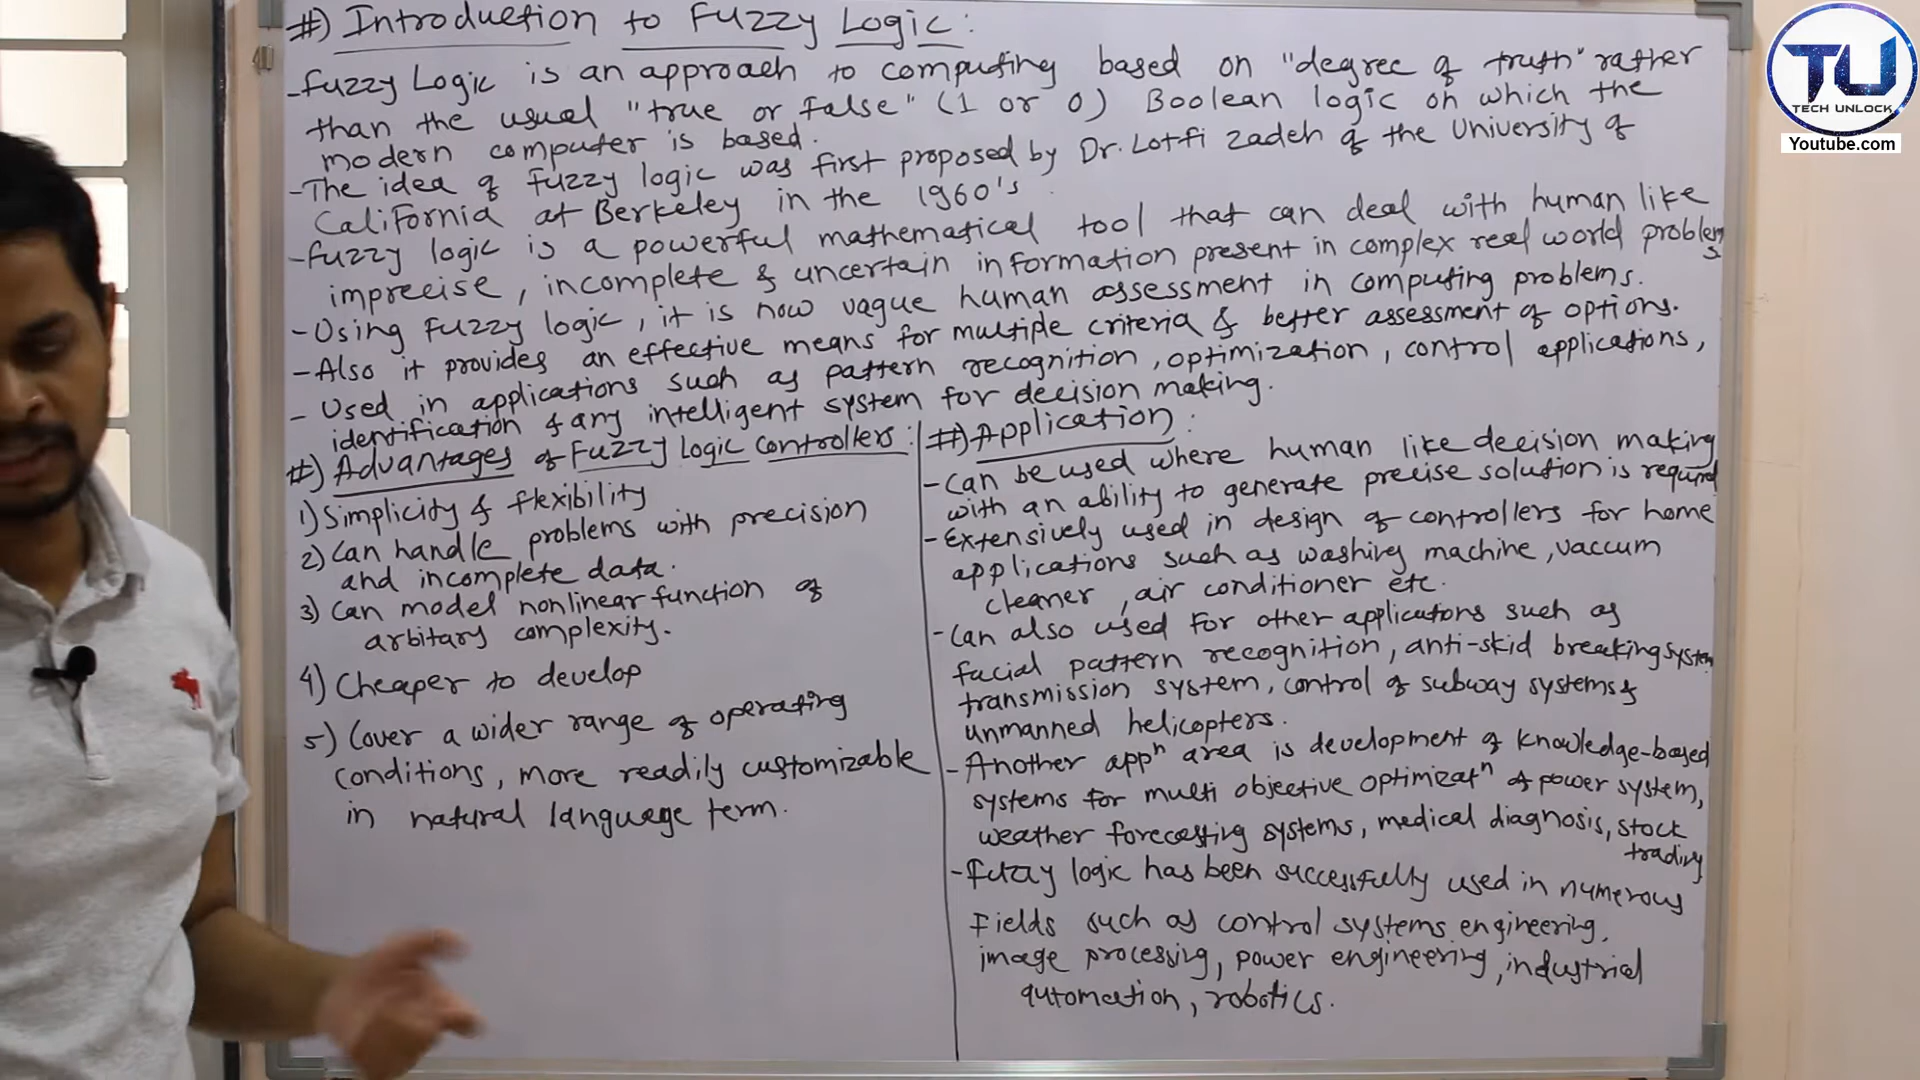 #) Introduction to Fuzzy Logic:
-Fuzzy Logic is an approach to computing based on "degree of truth" rather
than the usual "true or False" (1 or 0) Boolean logic on which the
modern computer is based.
-The idea of Fuzzy logic was first proposed by Dr. Lotfi Zadeh of the University of
California at Berkeley in the 1960's.
-Fuzzy logic is a powerful mathematical tool that can deal with human like
imprecise, incomplete & uncertain information present in complex real world problems
-Using Fuzzy logic, it is now vague human assessment in computing problems.
-Also it provides an effective means for multiple criteria & better assessment of options.
- Used in applications such as pattern recognition, optimization, control applications,
identification & any intelligent system for decision making.
#) Advantages of Fuzzy Logic Controllers:
1) Simplicity & flexibility
2) Can handle problems with precision
and incomplete data.
3) Can model nonlinear function of
arbitary complexity.
4) Cheaper to develop
5) Cover a wider range of operating
conditions, more readily customizable
in natural language term.
#) Application:
-Can be used where human like decision making
with an ability to generate precise solution is required
-Extensively used in design of controllers for home
applications such as washing machine, vaccum
cleaner, air conditioner etc.
-Can also used for other applications such as
facial pattern recognition, anti-skid breaking system
transmission system, control of subway systems &
unmanned helicopters.
-Another appⁿ area is development of knowledge-based
systems for multi objective optimizatⁿ of power system,
weather forecasting systems, medical diagnosis, stock
trading
-Fuzzy logic has been successfully used in numerous
Fields such as control systems engineering,
image processing, power engineering, industrial
automation, robotics.
TU
TECH UNLOCK
Youtube.com